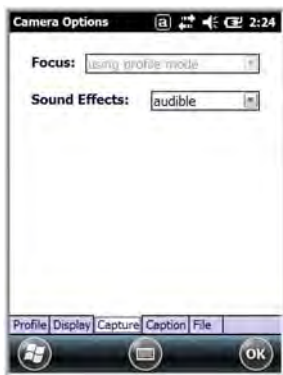 Camera Options a 2:24
Focus: using profile mode
Sound Effects: audible
Profile Display Capture Caption File
OK